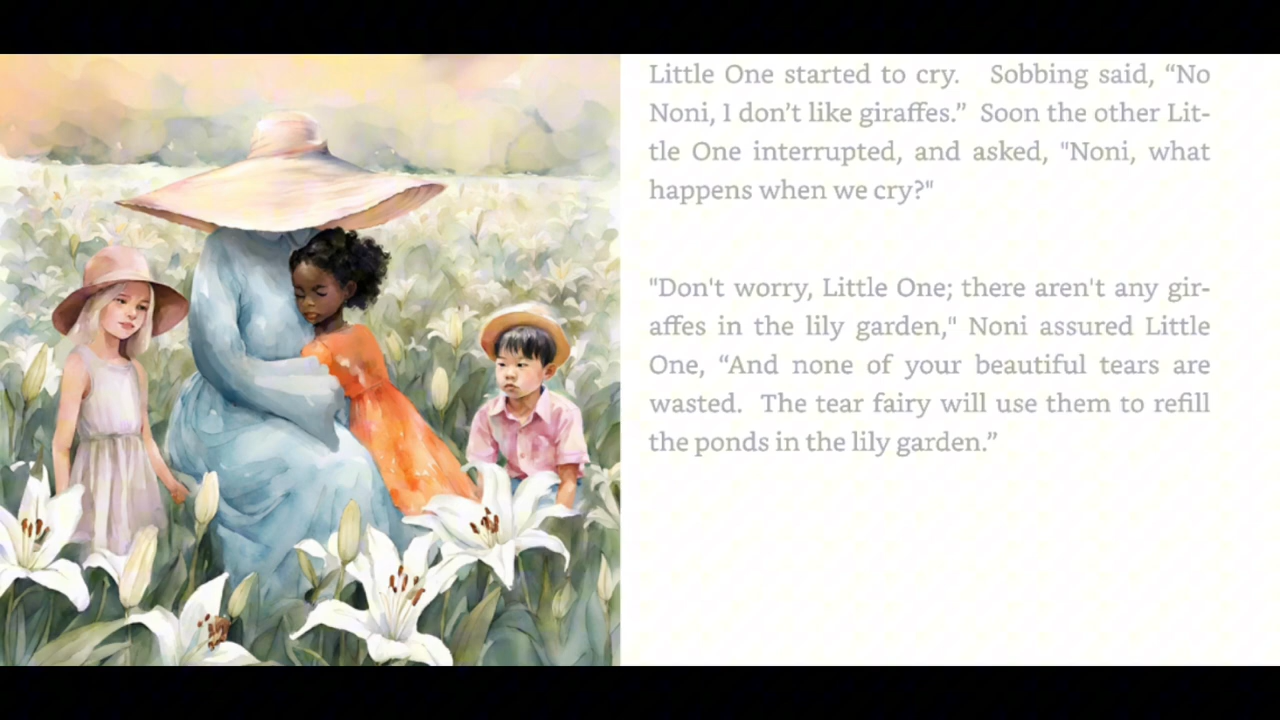 Little One started to cry.   Sobbing said, “No
Noni, I don’t like giraffes.”  Soon the other Lit-
tle One interrupted, and asked, "Noni, what
happens when we cry?"
"Don't worry, Little One; there aren't any gir-
affes in the lily garden," Noni assured Little
One, “And none of your beautiful tears are
wasted.  The tear fairy will use them to refill
the ponds in the lily garden.”